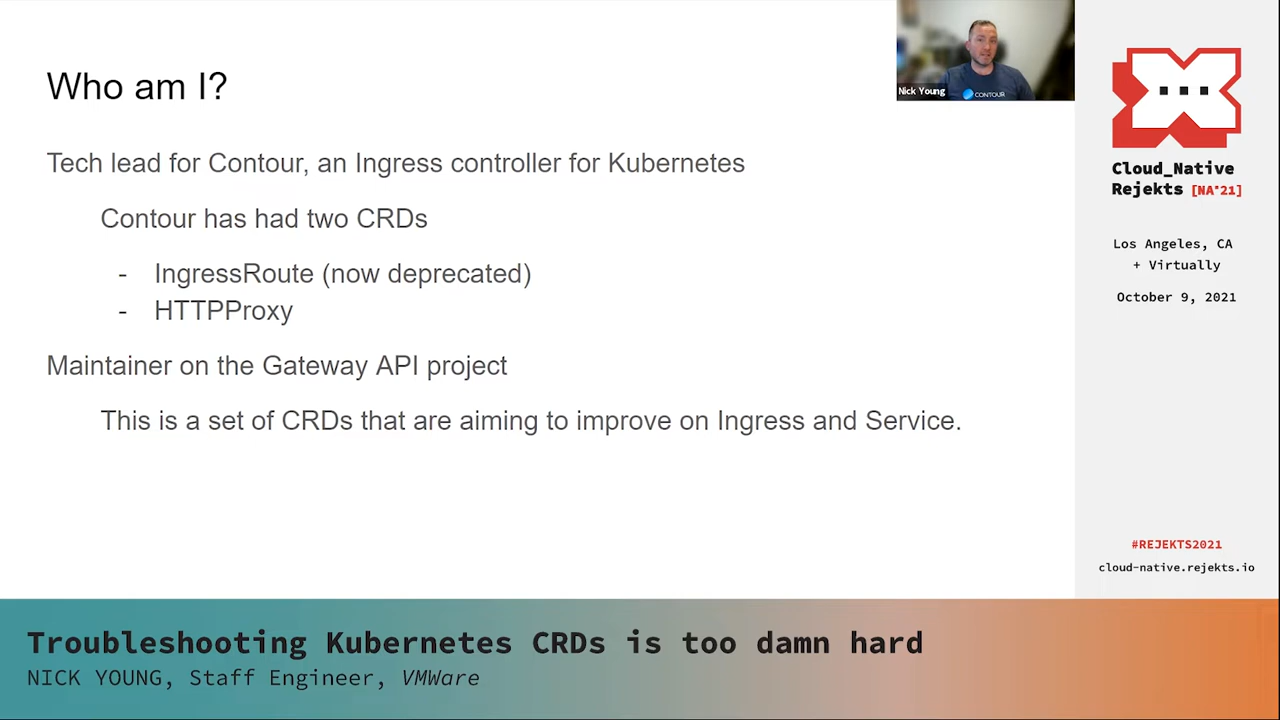 Who am I?
Tech lead for Contour, an Ingress controller for Kubernetes
Contour has had two CRDs
- IngressRoute (now deprecated)
- HTTPProxy
Maintainer on the Gateway API project
This is a set of CRDs that are aiming to improve on Ingress and Service.
Nick Young
CONTOUR
Cloud_Native
Rejekts [NA'21]
Los Angeles, CA
+ Virtually
October 9, 2021
#REJEKTS2021
cloud-native.rejekts.io
Troubleshooting Kubernetes CRDs is too damn hard
NICK YOUNG, Staff Engineer, VMWare